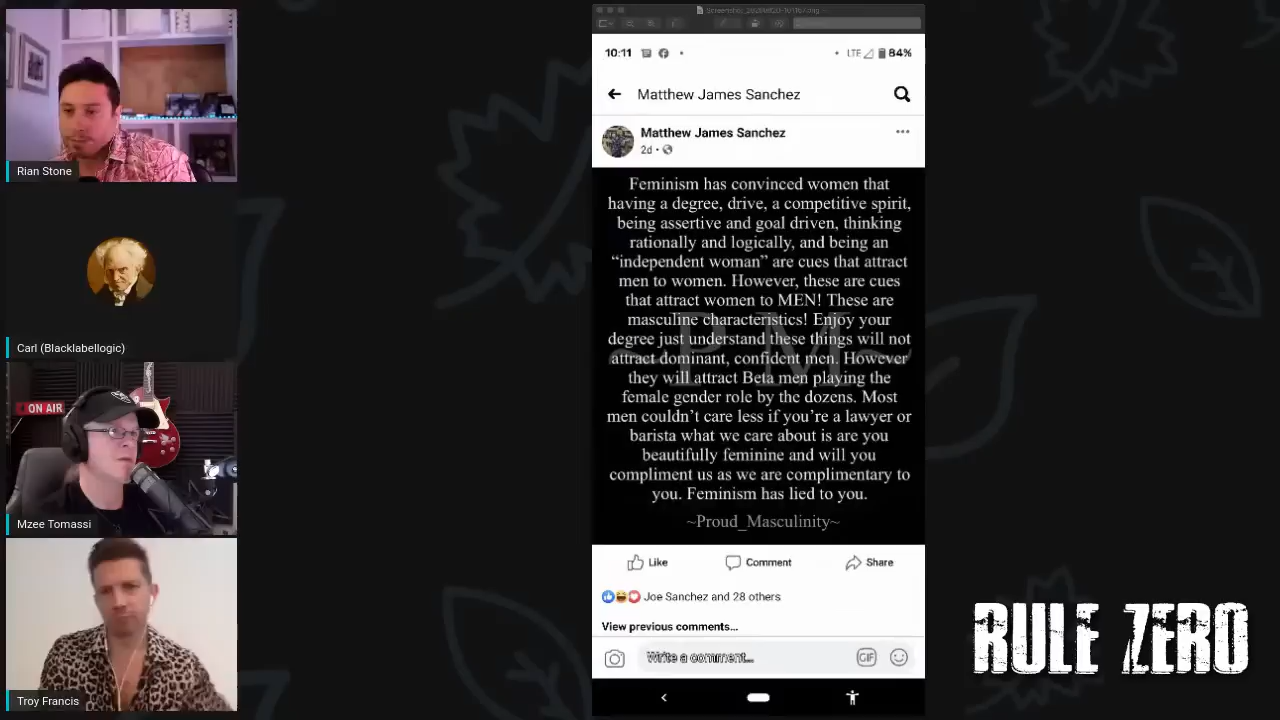 Rian Stone
Carl (Blacklabellogic)
ON AIR
Mzee Tomassi
Troy Francis
10:11
LTE
84%
Matthew James Sanchez
Matthew James Sanchez
2d
Feminism has convinced women that
having a degree, drive, a competitive spirit,
being assertive and goal driven, thinking
rationally and logically, and being an
“independent woman” are cues that attract
men to women. However, these are cues
that attract women to MEN! These are
masculine characteristics! Enjoy your
degree just understand these things will not
attract dominant, confident men. However
they will attract Beta men playing the
female gender role by the dozens. Most
men couldn’t care less if you’re a lawyer or
barista what we care about is are you
beautifully feminine and will you
compliment us as we are complimentary to
you. Feminism has lied to you.
~Proud_Masculinity~
~P M~
Like
Comment
Share
Joe Sanchez and 28 others
View previous comments...
Write a comment...
GIF
RULE ZERO